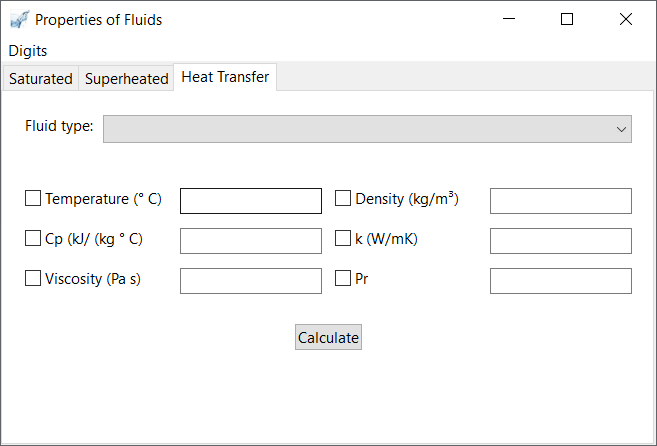 Properties of Fluids
Digits
Saturated Superheated Heat Transfer
Fluid type:
Temperature (° C) Density (kg/m³)
Cp (kJ/ (kg ° C) k (W/mK)
Viscosity (Pa s) Pr
Calculate